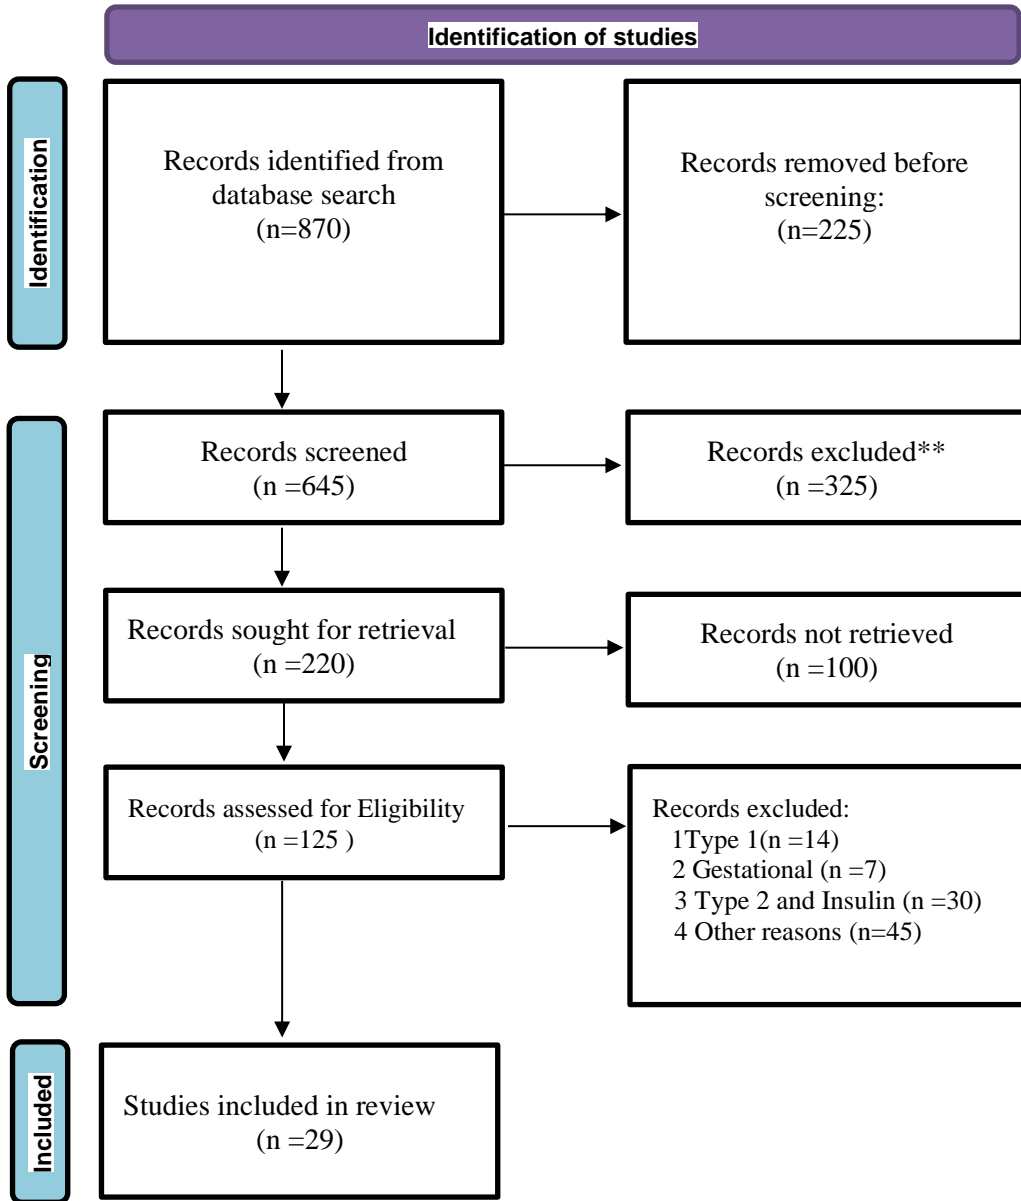 Identification of studies
Identification
Records identified from
database search
(n=870)
Records removed before
screening:
(n=225)
Screening
Records screened
(n =645)
Records excluded**
(n =325)
Records sought for retrieval
(n =220)
Records not retrieved
(n =100)
Records assessed for Eligibility
(n =125 )
Records excluded:
1Type 1(n =14)
2 Gestational (n =7)
3 Type 2 and Insulin (n =30)
4 Other reasons (n=45)
Included
Studies included in review
(n =29)